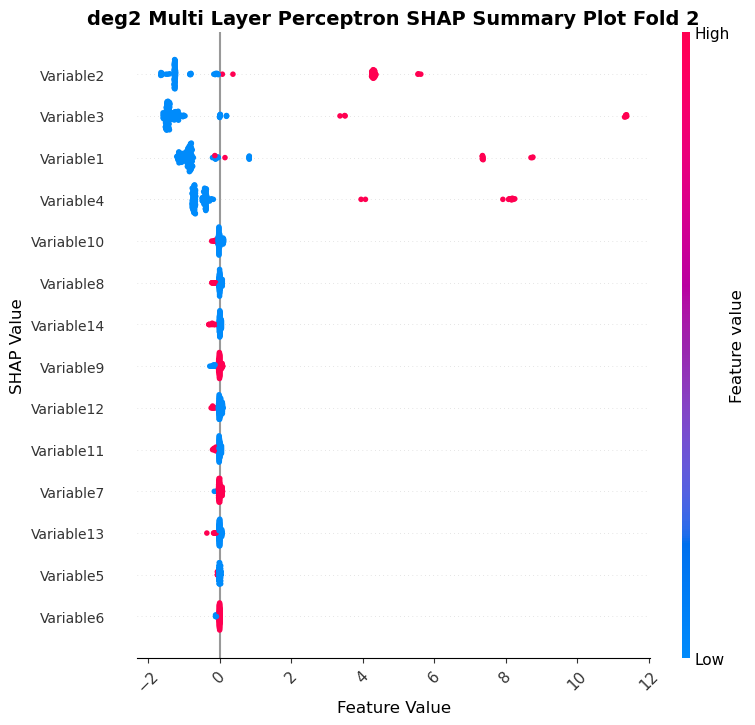 deg2 Multi Layer Perceptron SHAP Summary Plot Fold 2
High
Variable2
Variable3
Variable1
Variable4
Variable10
Variable8
Variable14
Variable9
Variable12
Variable11
Variable7
Variable13
Variable5
Variable6
SHAP Value
Feature value
Low
−2
0
2
4
6
8
10
12
Feature Value